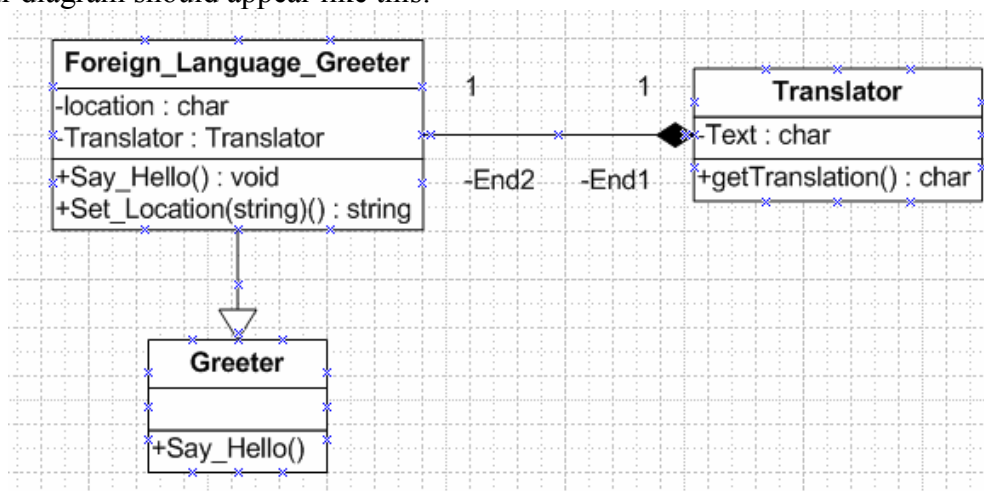 diagram should appear like this:
Foreign_Language_Greeter
-location : char
-Translator : Translator
+Say_Hello() : void
+Set_Location(string)() : string
1
1
-End2
-End1
Translator
-Text : char
+getTranslation() : char
Greeter
+Say_Hello()